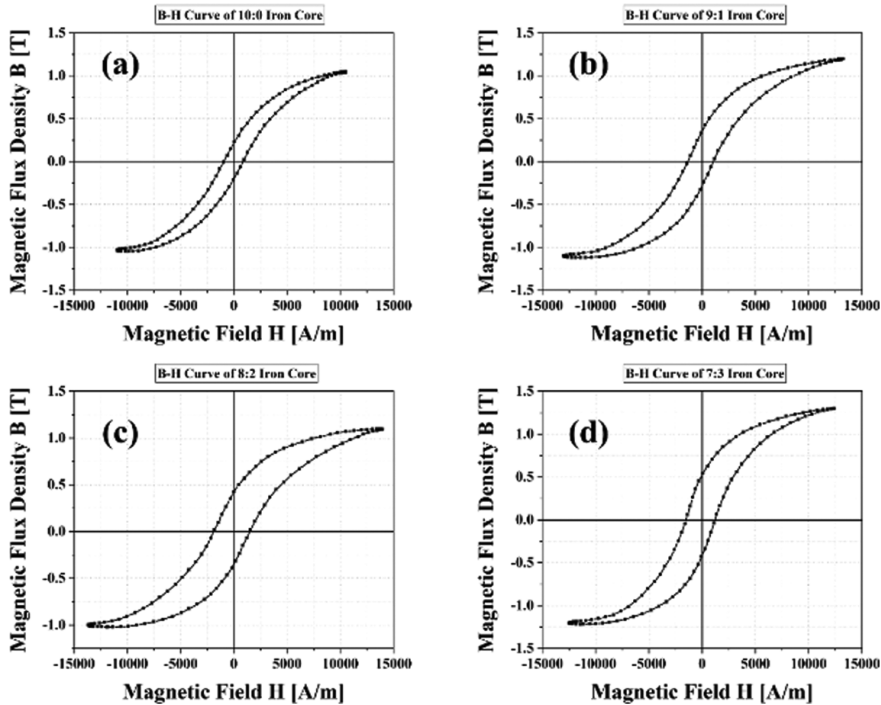 B-H Curve of 10:0 Iron Core
(a)
Magnetic Flux Density B [T]
1.5
1.0
0.5
0.0
-0.5
-1.0
-1.5
-15000 -10000 -5000 0 5000 10000 15000
Magnetic Field H [A/m]
B-H Curve of 9:1 Iron Core
(b)
Magnetic Flux Density B [T]
1.5
1.0
0.5
0.0
-0.5
-1.0
-1.5
-15000 -10000 -5000 0 5000 10000 15000
Magnetic Field H [A/m]
B-H Curve of 8:2 Iron Core
(c)
Magnetic Flux Density B [T]
1.5
1.0
0.5
0.0
-0.5
-1.0
-1.5
-15000 -10000 -5000 0 5000 10000 15000
Magnetic Field H [A/m]
B-H Curve of 7:3 Iron Core
(d)
Magnetic Flux Density B [T]
1.5
1.0
0.5
0.0
-0.5
-1.0
-1.5
-15000 -10000 -5000 0 5000 10000 15000
Magnetic Field H [A/m]